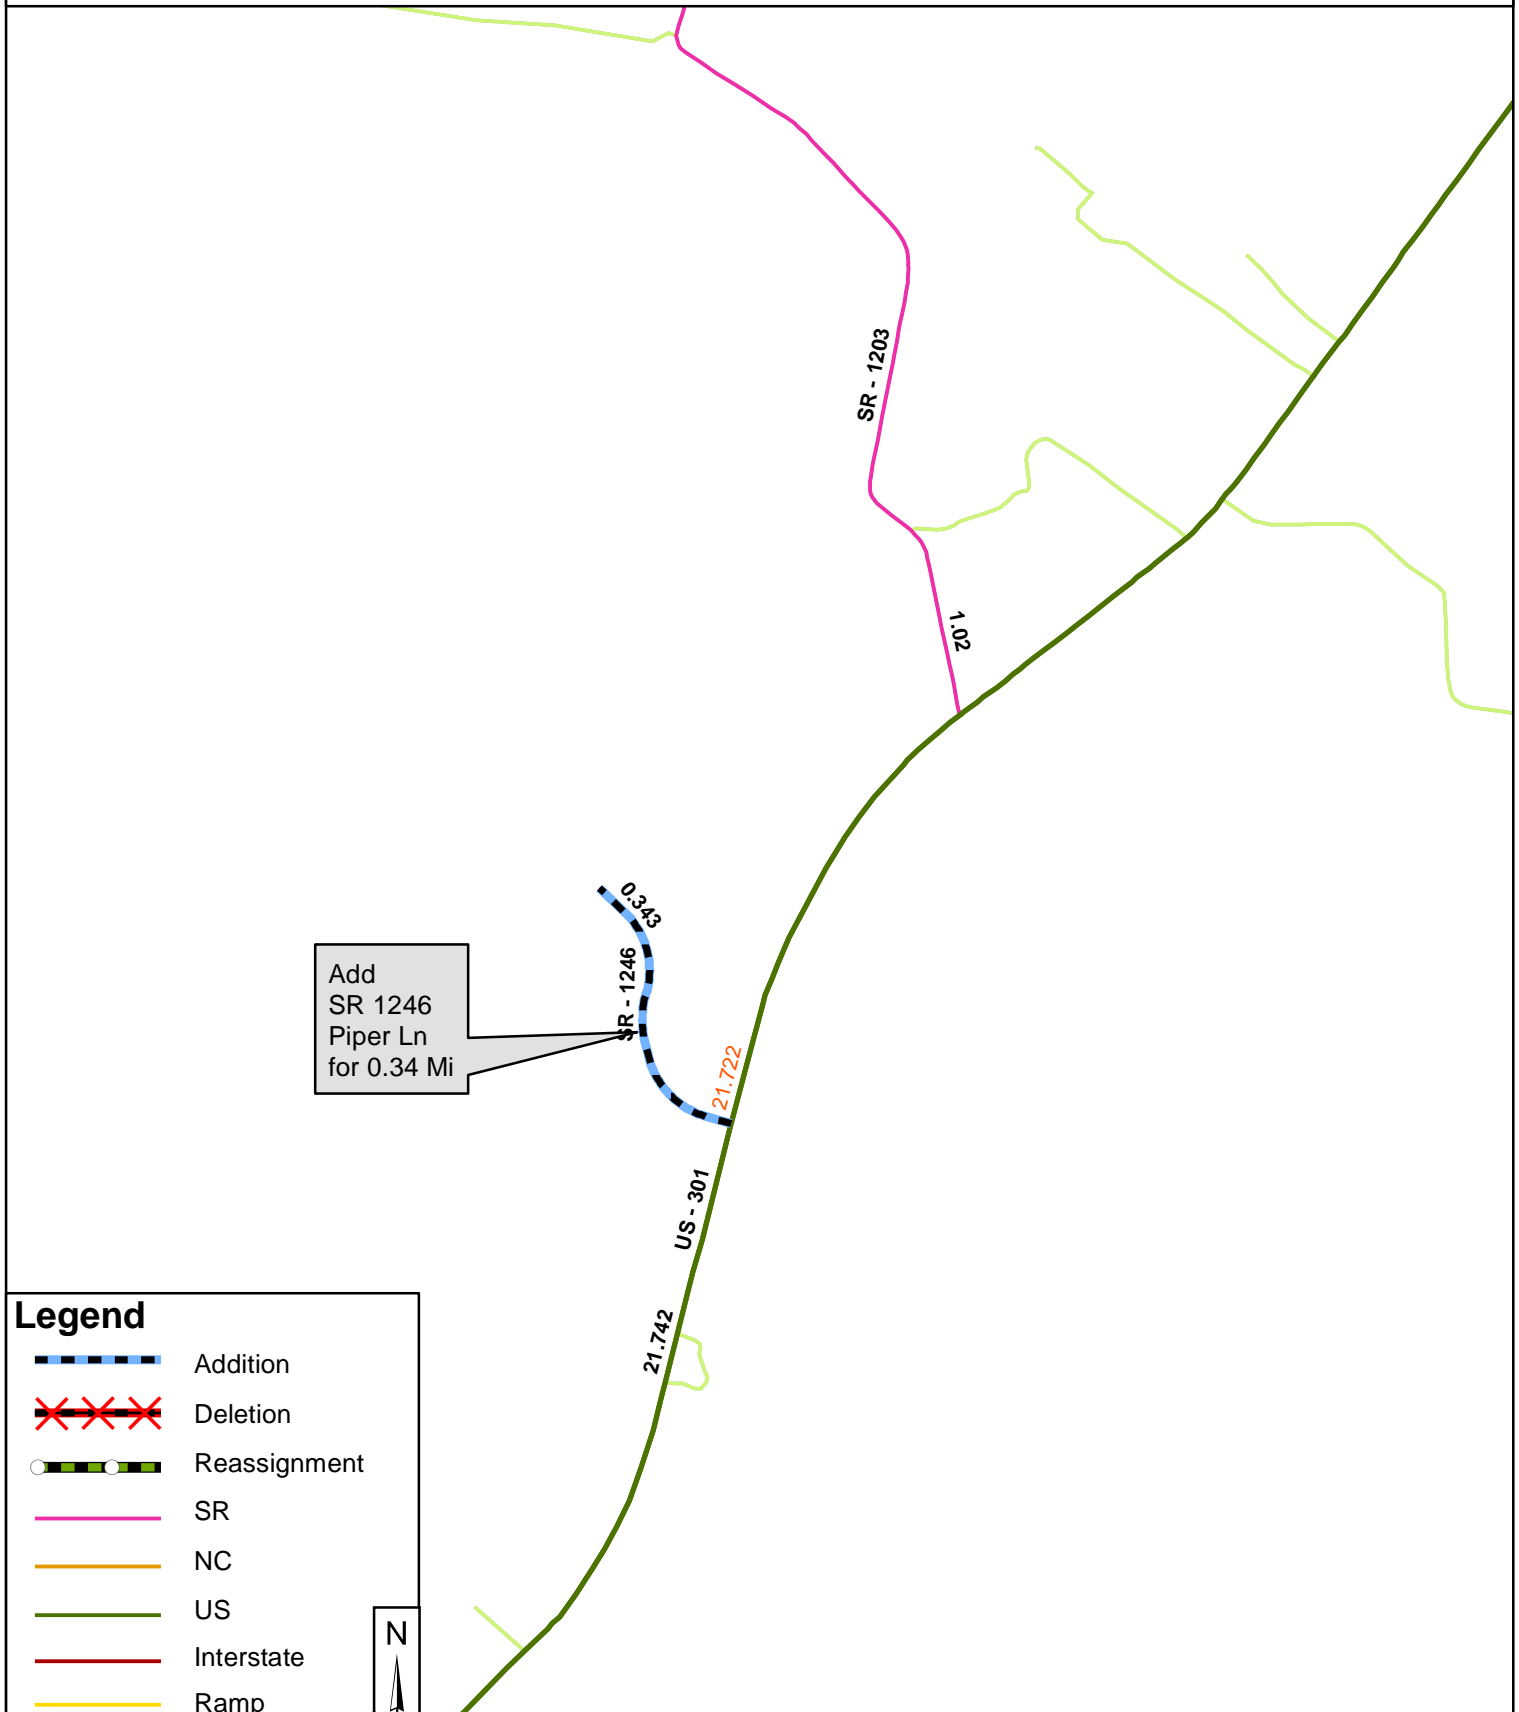 SR - 1203
1.02
0.343
SR - 1246
Add
SR 1246
Piper Ln
for 0.34 Mi
21.722
US - 301
21.742
Legend
Addition
Deletion
Reassignment
SR
NC
US
Interstate
Ramp
N